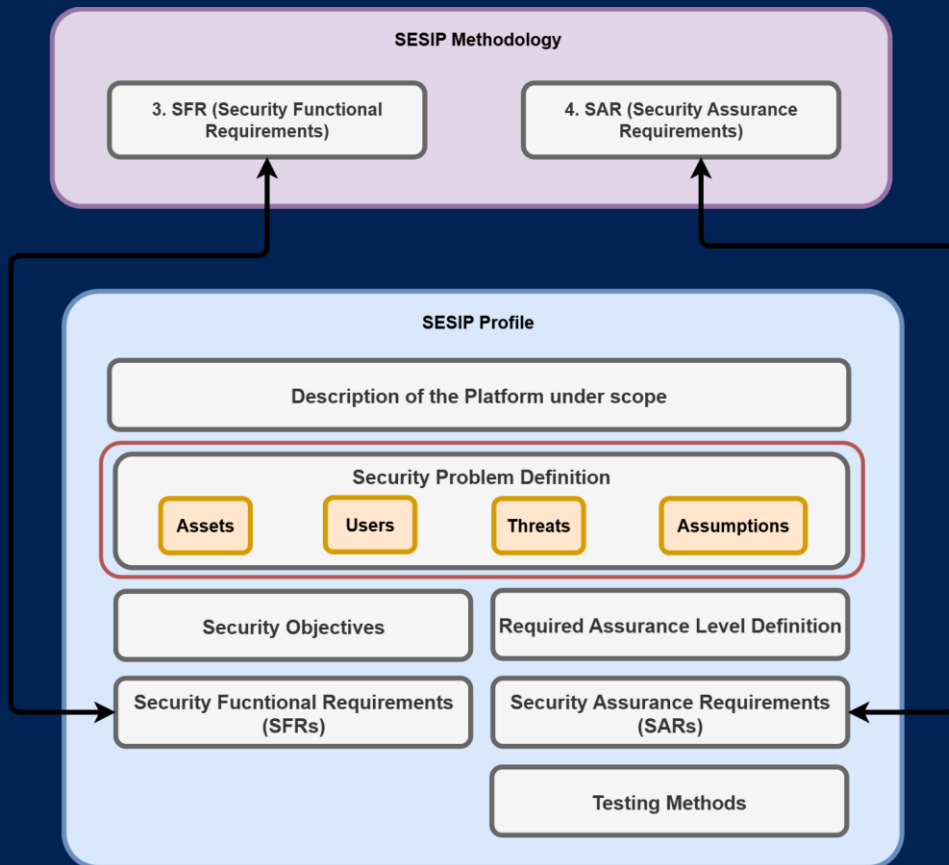 SESIP Methodology
3. SFR (Security Functional
Requirements)
4. SAR (Security Assurance
Requirements)
SESIP Profile
Description of the Platform under scope
Security Problem Definition
Assets
Users
Threats
Assumptions
Security Objectives
Required Assurance Level Definition
Security Fucntional Requirements
(SFRs)
Security Assurance Requirements
(SARs)
Testing Methods